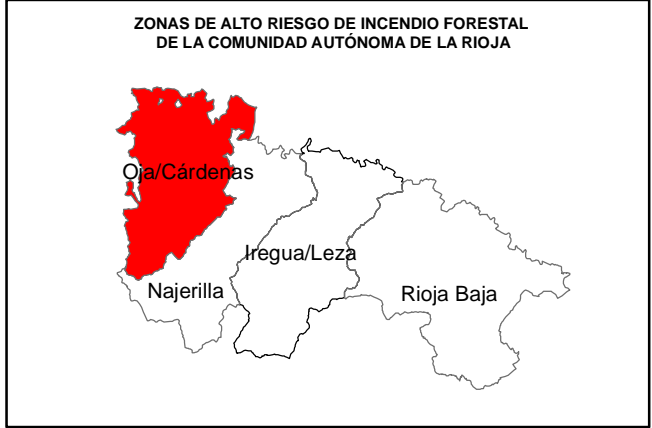 ZONAS DE ALTO RIESGO DE INCENDIO FORESTAL
DE LA COMUNIDAD AUTÓNOMA DE LA RIOJA
Oja/Cárdenas
Iregua/Leza
Najerilla
Rioja Baja